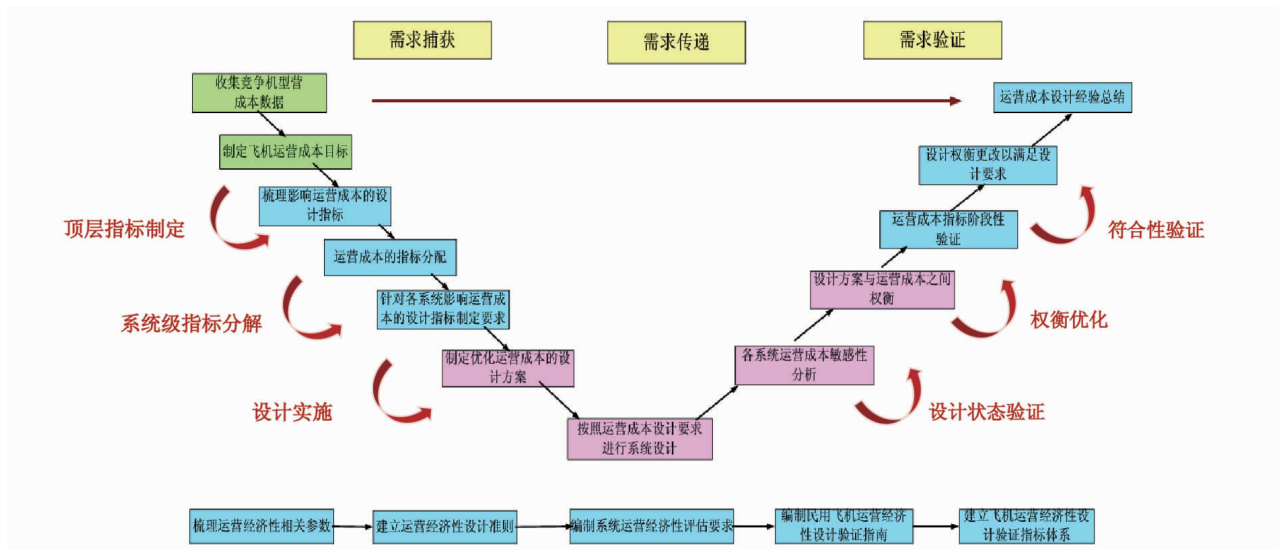 需求捕获
需求传递
需求验证
收集竞争机型营
成本数据
运营成本设计经验总结
制定飞机运营成本目标
设计权衡更改以满足设
计要求
梳理影响运营成本的设
计指标
顶层指标制定
运营成本指标阶段性
验证
符合性验证
运营成本的指标分配
设计方案与运营成本之间
权衡
针对各系统影响运营成
本的设计指标制定要求
系统级指标分解
权衡优化
制定优化运营成本的设
计方案
各系统运营成本敏感性
分析
设计实施
设计状态验证
按照运营成本设计要求
进行系统设计
梳理运营经济性相关参数
建立运营经济性设计准则
编制系统运营经济性评估要求
编制民用飞机运营经济
性设计验证指南
建立飞机运营经济性设
计验证指标体系